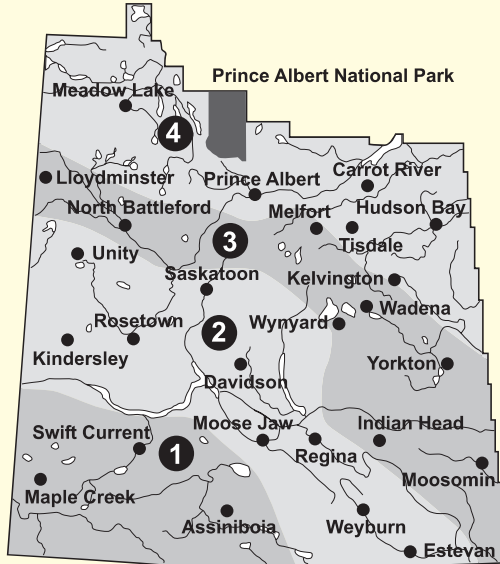 Prince Albert National Park
Meadow Lake
4
Carrot River
Lloydminster
Prince Albert
North Battleford
Melfort
Hudson Bay
3
Tisdale
Unity
Saskatoon
Kelvington
Wadena
Rosetown
2
Wynyard
Kindersley
Yorkton
Davidson
Swift Current
Moose Jaw
Indian Head
1
Regina
Moosomin
Maple Creek
Assiniboia
Weyburn
Estevan